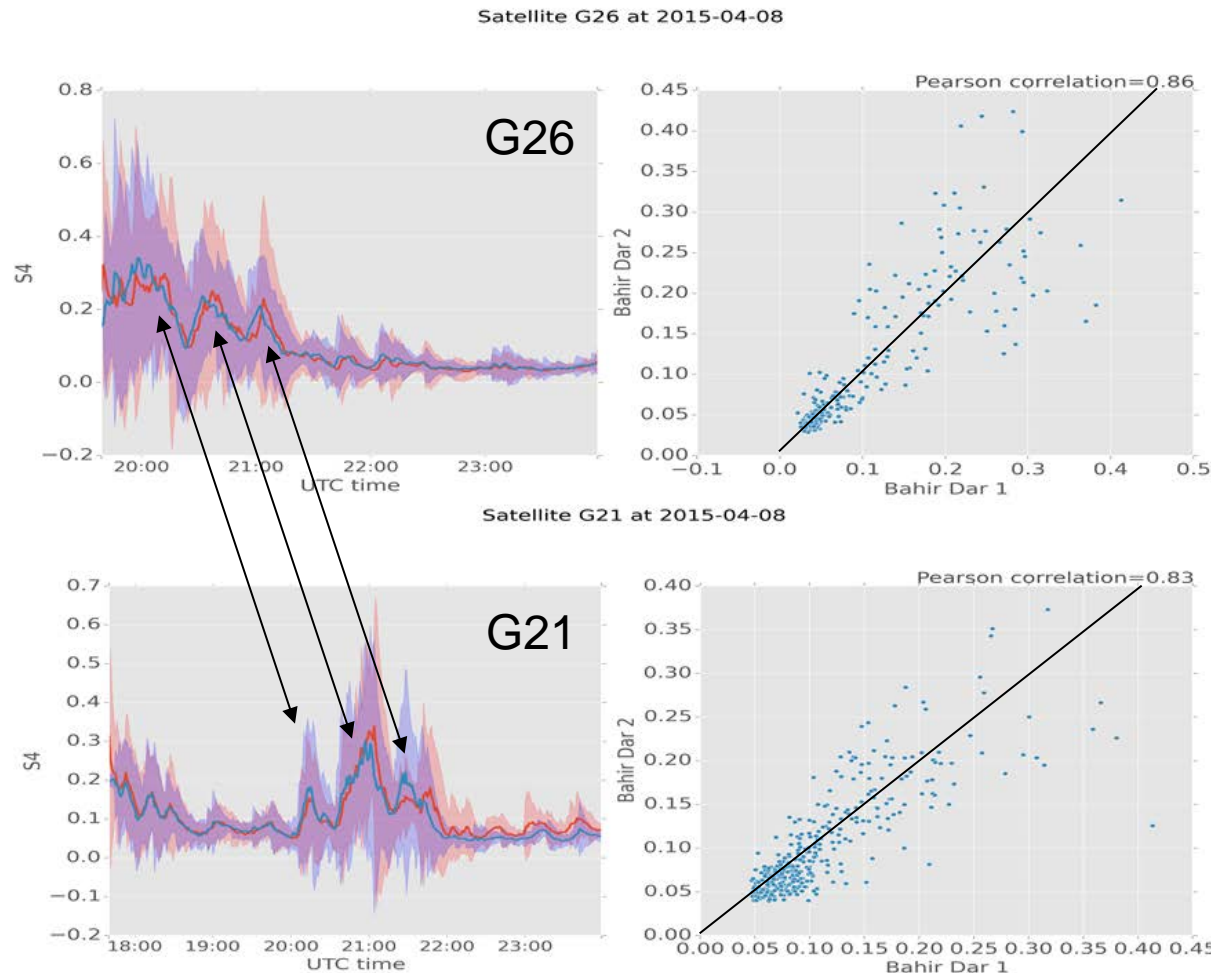 Satellite G26 at 2015-04-08
Pearson correlation=0.86
G26
0.8
0.6
0.4
0.2
0.0
−0.2
S4
20:00 21:00 22:00 23:00
UTC time
0.45
0.40
0.35
0.30
0.25
0.20
0.15
0.10
0.05
0.00
Bahir Dar 2
−0.1 0.0 0.1 0.2 0.3 0.4 0.5
Bahir Dar 1
Satellite G21 at 2015-04-08
Pearson correlation=0.83
G21
0.7
0.6
0.5
0.4
0.3
0.2
0.1
0.0
−0.1
−0.2
S4
18:00 19:00 20:00 21:00 22:00 23:00
UTC time
0.40
0.35
0.30
0.25
0.20
0.15
0.10
0.05
0.00
Bahir Dar 2
0.00 0.05 0.10 0.15 0.20 0.25 0.30 0.35 0.40 0.45
Bahir Dar 1